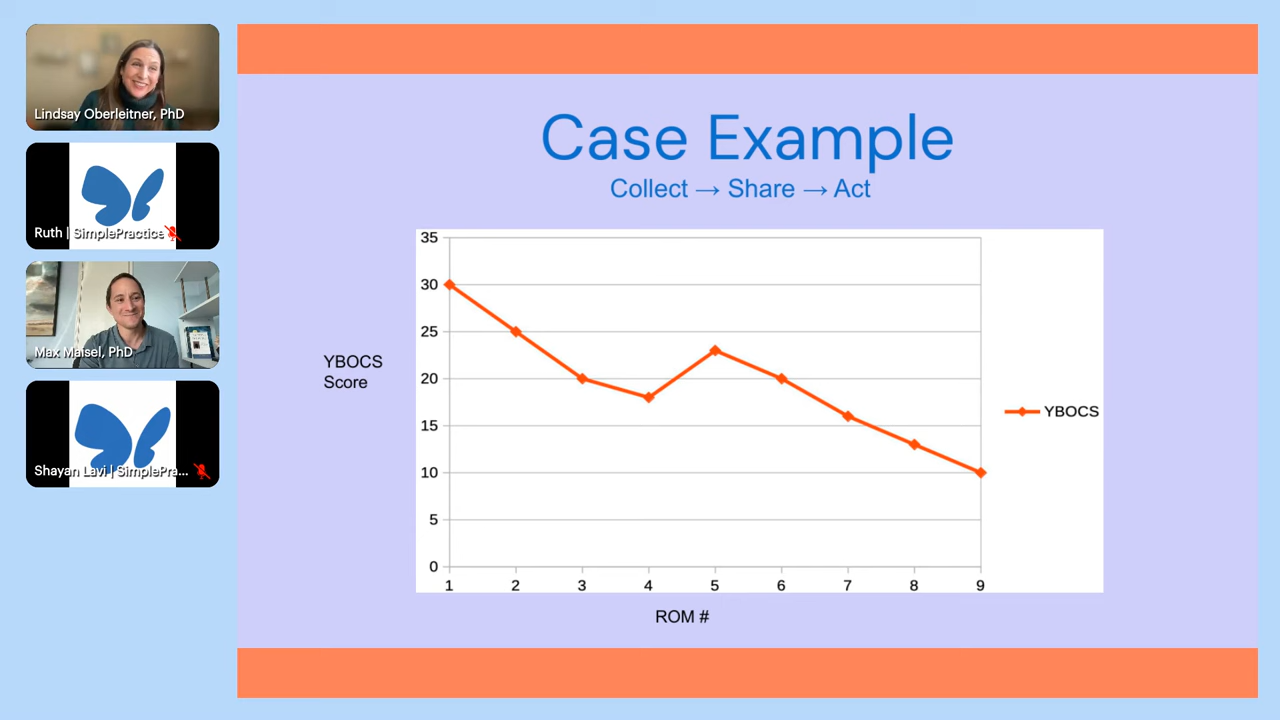 Lindsay Oberleitner, PhD
Ruth | SimplePractice
Max Maisel, PhD
Shayan Lavi | SimplePra...
Case Example
Collect → Share → Act
35
30
25
20
15
10
5
0
YBOCS
Score
YBOCS
1 2 3 4 5 6 7 8 9
ROM #